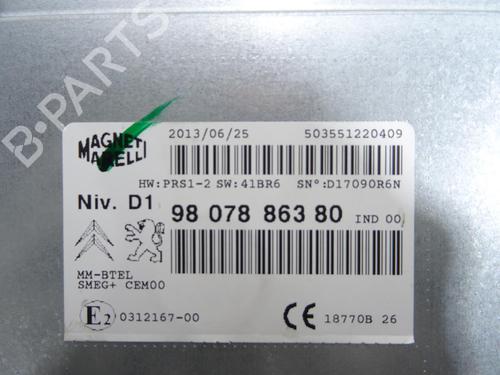 B-PARTS
MAGNETI MARELLI
2013/06/25 503551220409
HW:PRS1-2 SW:41BR6 SN°:D17090R6N
Niv. D1 98 078 863 80 IND 00
MM-BTEL
SMEG+ CEM00
E2 0312167-00 CE 18770B 26